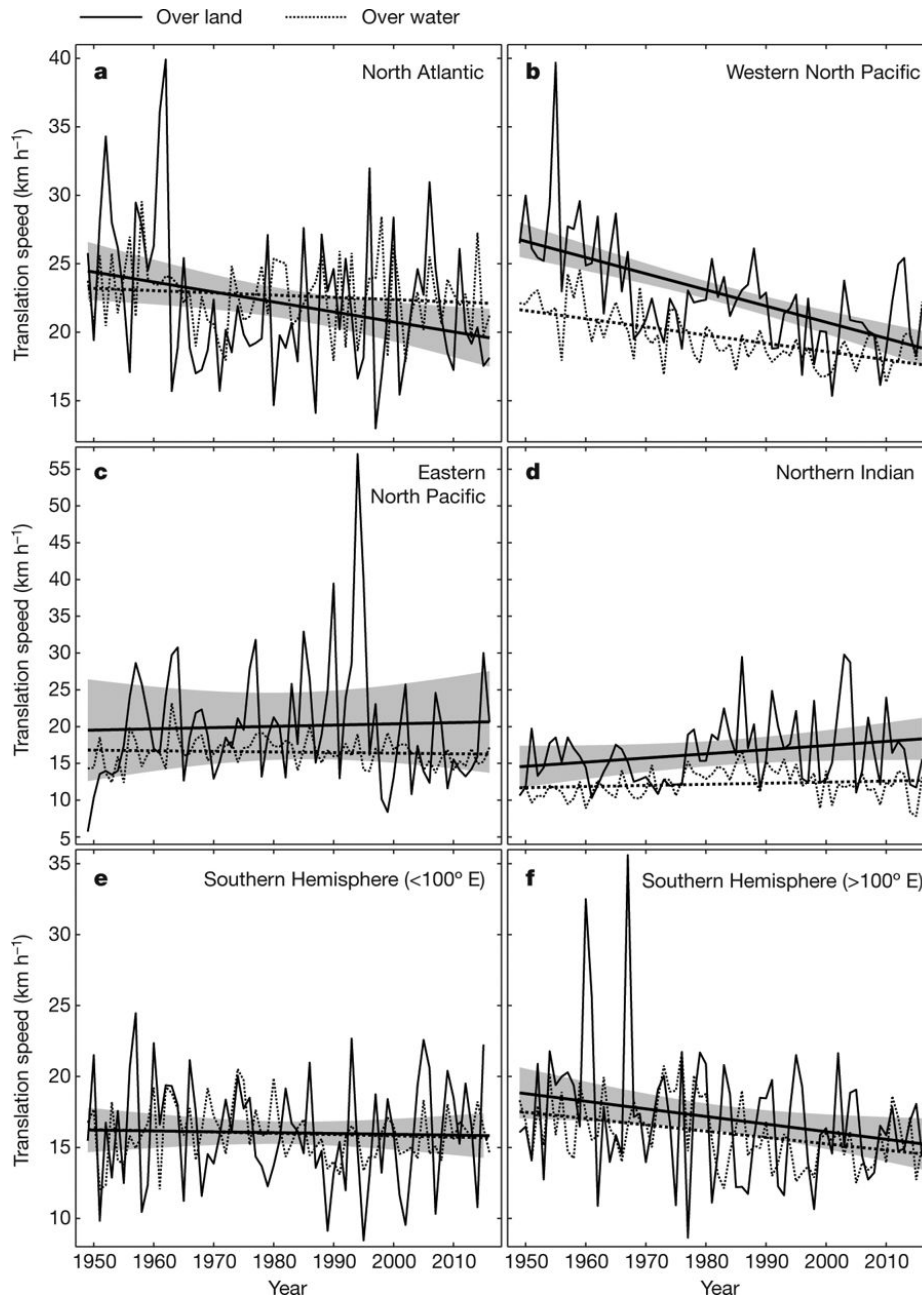 Over land Over water
a North Atlantic
b Western North Pacific
40
35
30
25
20
15
Translation speed (km h⁻¹)
c Eastern
North Pacific
d Northern Indian
55
50
45
40
35
30
25
20
15
10
5
Translation speed (km h⁻¹)
e Southern Hemisphere (<100º E)
f Southern Hemisphere (>100º E)
35
30
25
20
15
10
Translation speed (km h⁻¹)
1950 1960 1970 1980 1990 2000 2010 1950 1960 1970 1980 1990 2000 2010
Year Year